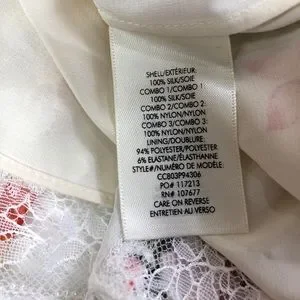 SHELL/EXTÉRIEUR:
100% SILK/SOIE
COMBO 1/COMBO 1:
100% SILK/SOIE
COMBO 2/COMBO 2:
100% NYLON/NYLON
COMBO 3/COMBO 3:
100% NYLON/NYLON
LINING/DOUBLURE:
94% POLYESTER/POLYESTER
6% ELASTANE/ÉLASTHANNE
STYLE#/NUMÉRO DE MODÈLE:
CC803P94306
PO# 117213
RN# 107677
CARE ON REVERSE
ENTRETIEN AU VERSO